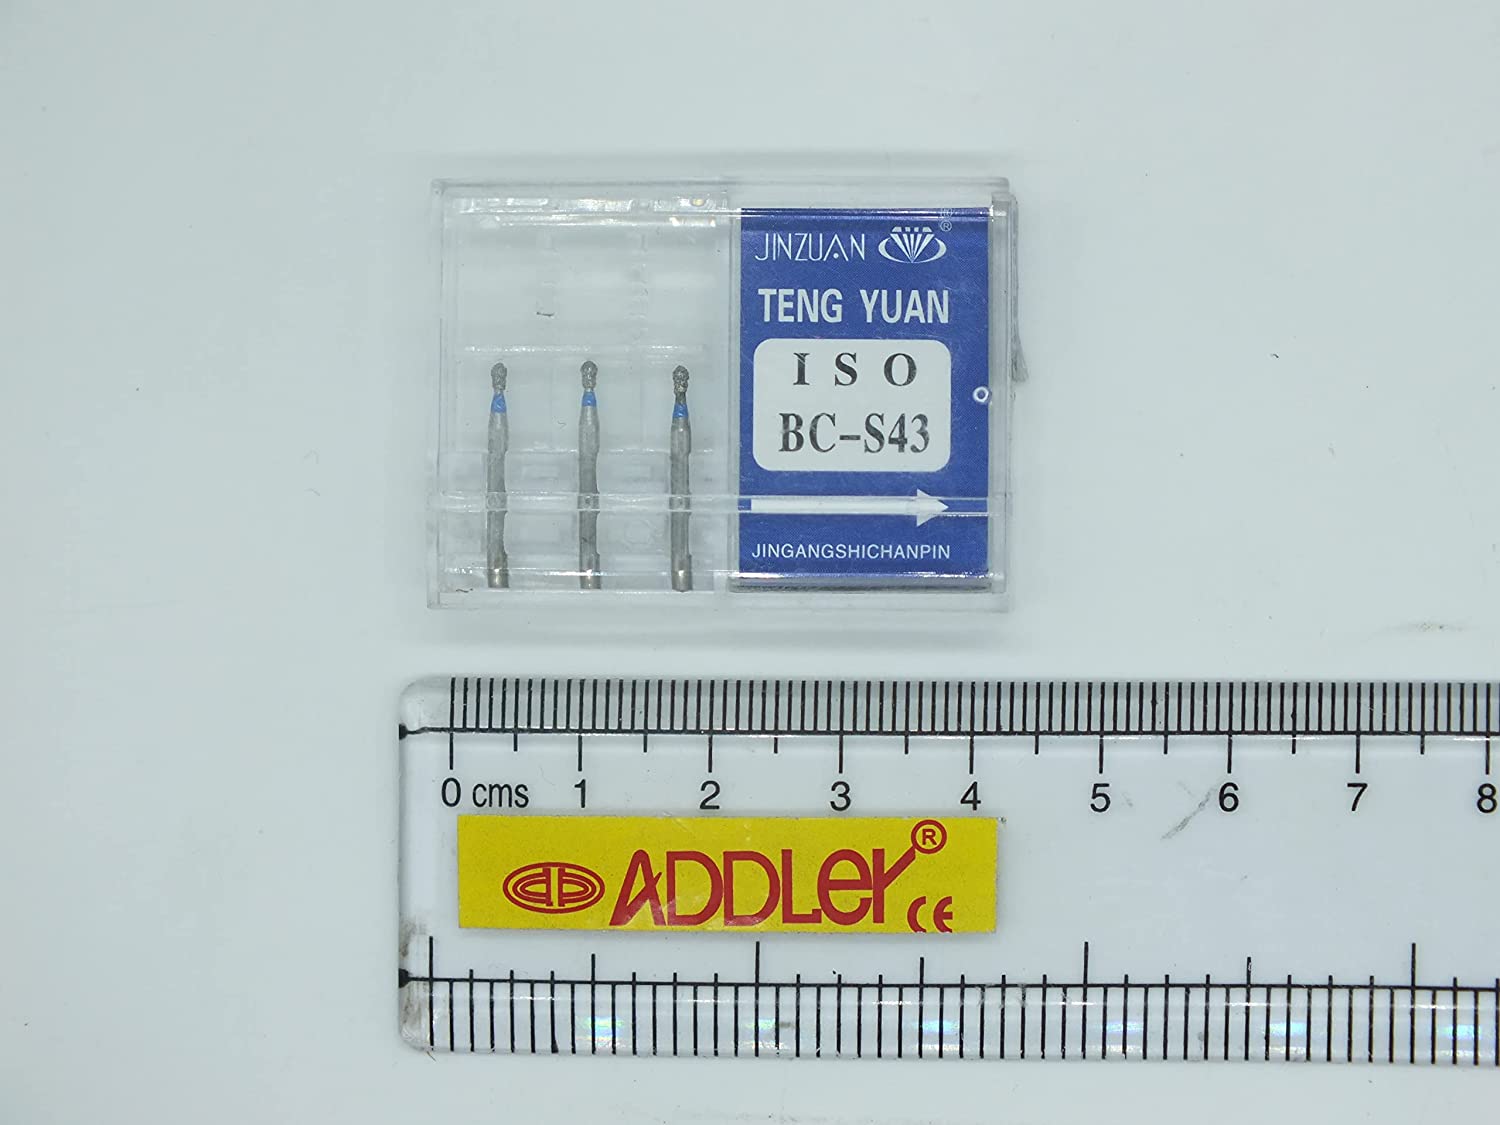 JINZUAN ®
TENG YUAN
ISO
BC-S43
JINGANGSHICHANPIN
0 cms 1 2 3 4 5 6 7 8
ADDLER ®
CE